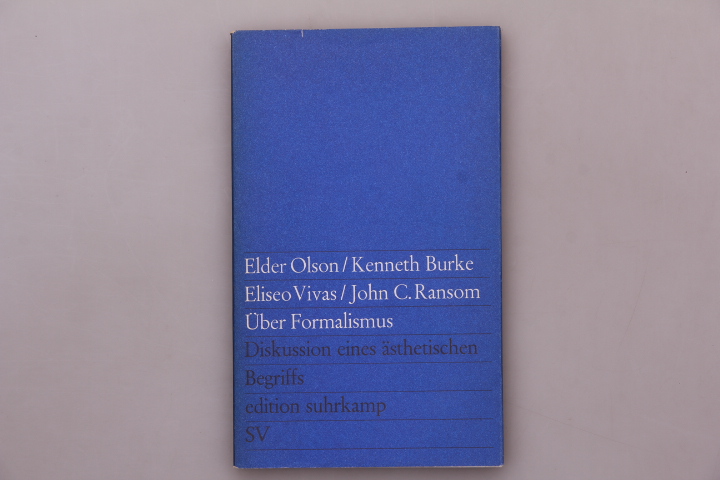 Elder Olson/Kenneth Burke
Eliseo Vivas/John C. Ransom
Über Formalismus
Diskussion eines ästhetischen
Begriffs
edition suhrkamp
SV